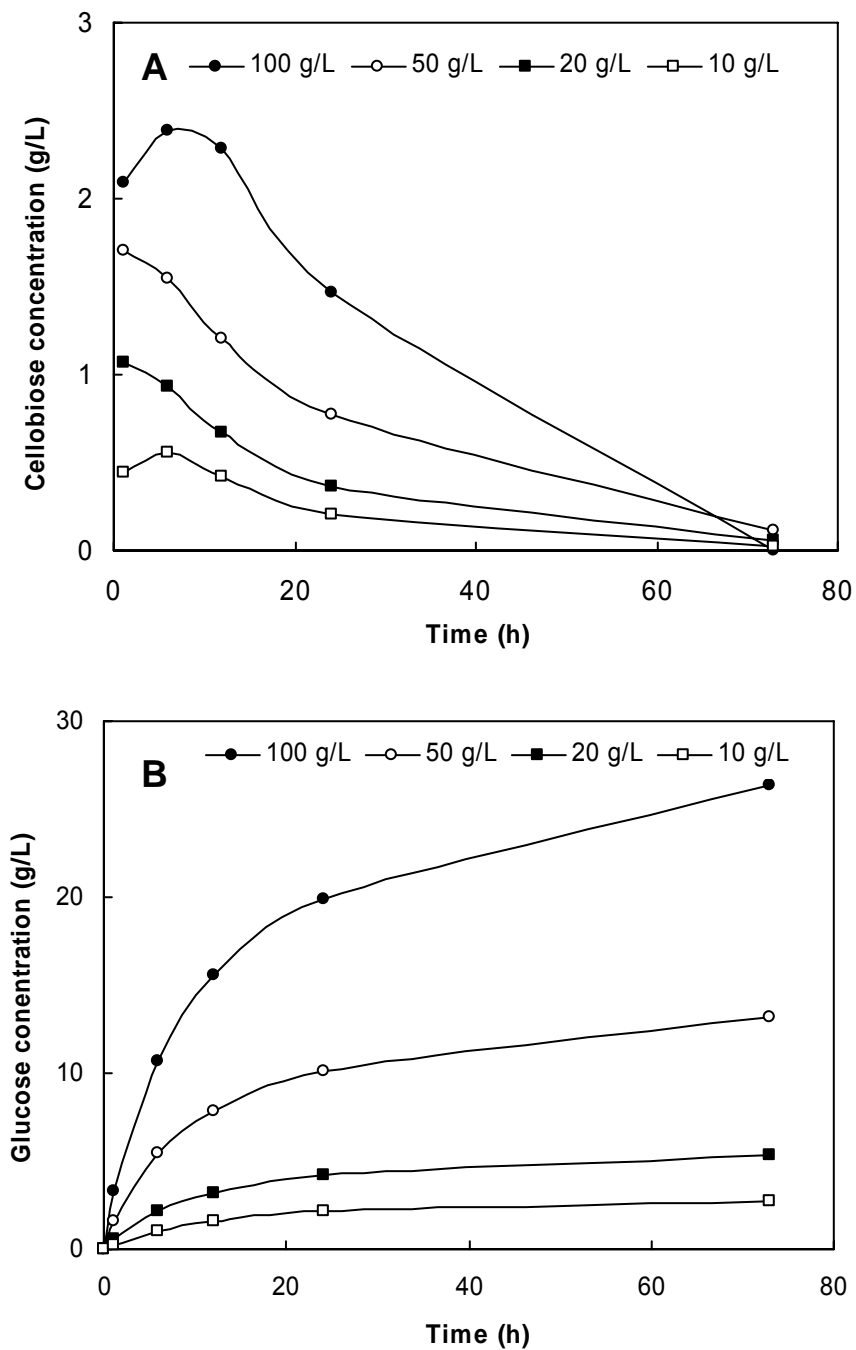 3
A 100 g/L 50 g/L 20 g/L 10 g/L
2
1
0
0 20 40 60 80
Cellobiose concentration (g/L)
Time (h)
30
B 100 g/L 50 g/L 20 g/L 10 g/L
20
10
0
0 20 40 60 80
Glucose conentration (g/L)
Time (h)